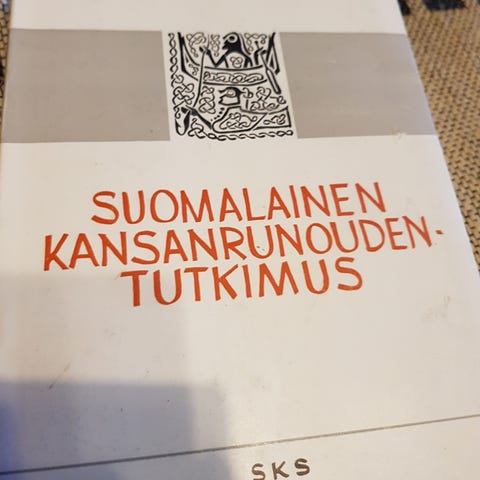 SUOMALAINEN
KANSANRUNOUDEN-
TUTKIMUS
SKS